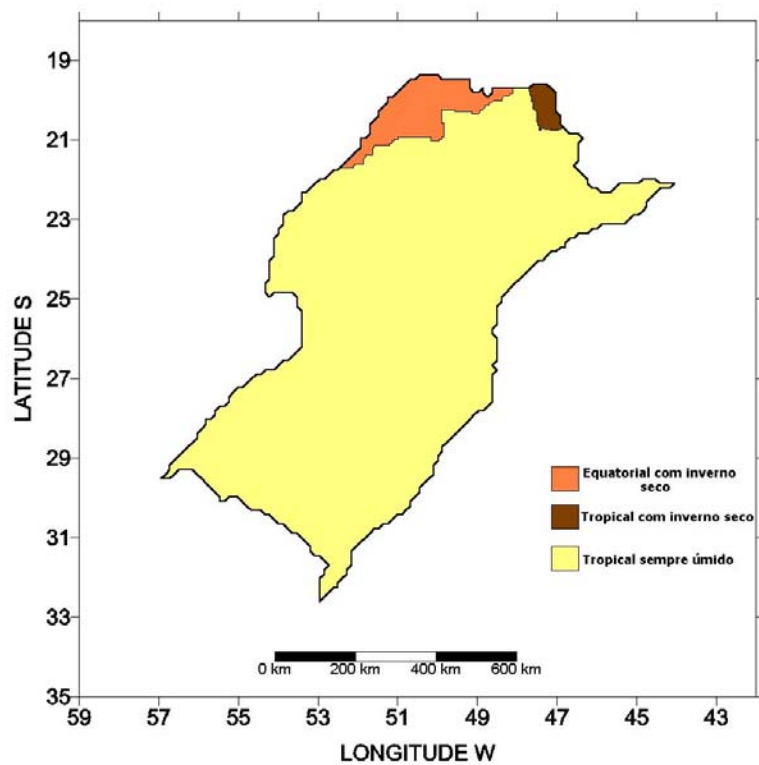 19
21
23
25
27
29
31
33
35
LATITUDE S
Equatorial com inverno
seco
Tropical com inverno seco
Tropical sempre úmido
0 km 200 km 400 km 600 km
59 57 55 53 51 49 47 45 43
LONGITUDE W